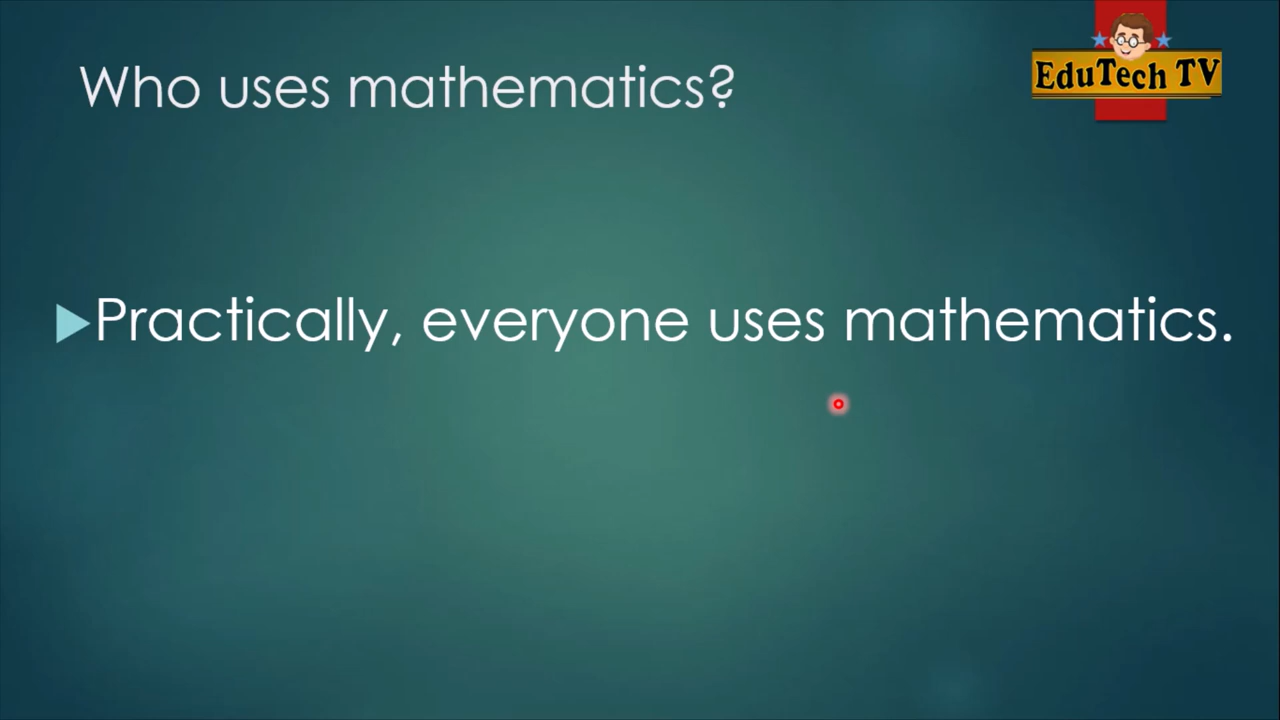 Who uses mathematics?
EduTech TV
Practically, everyone uses mathematics.